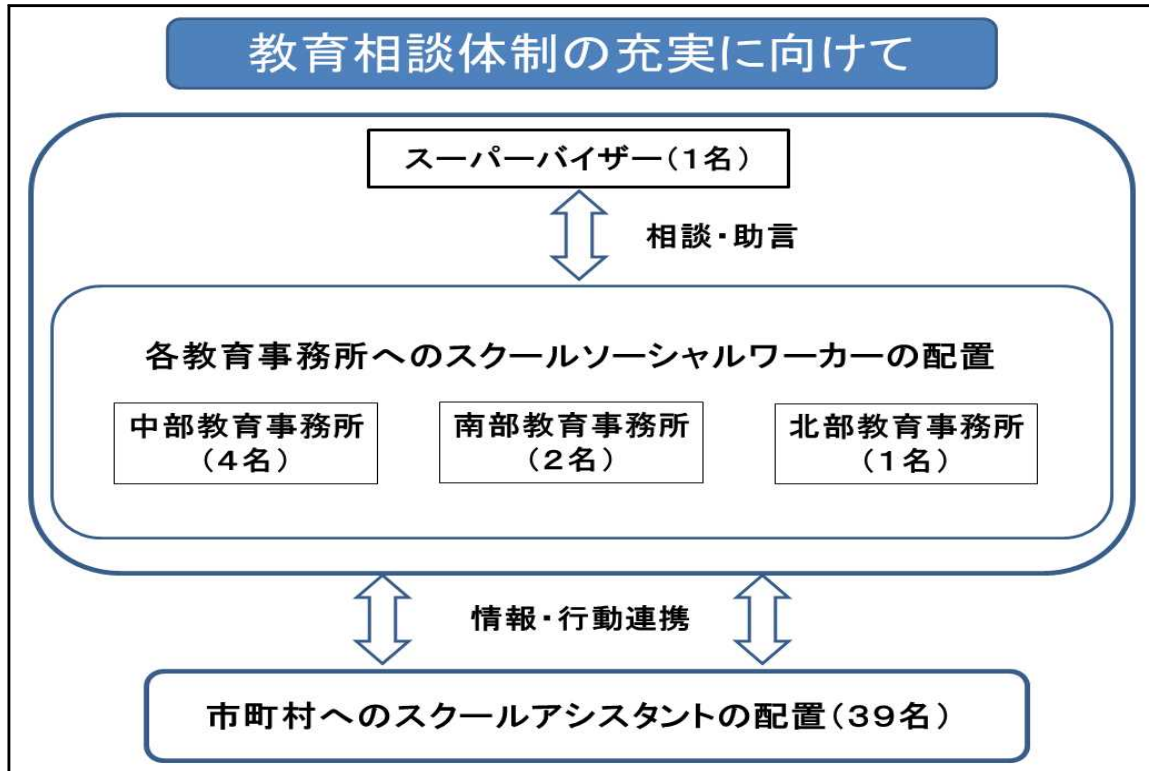 教育相談体制の充実に向けて
スーパーバイザー(1名)
相談・助言
各教育事務所へのスクールソーシャルワーカーの配置
中部教育事務所
(4名)
南部教育事務所
(2名)
北部教育事務所
(1名)
情報・行動連携
市町村へのスクールアシスタントの配置(39名)